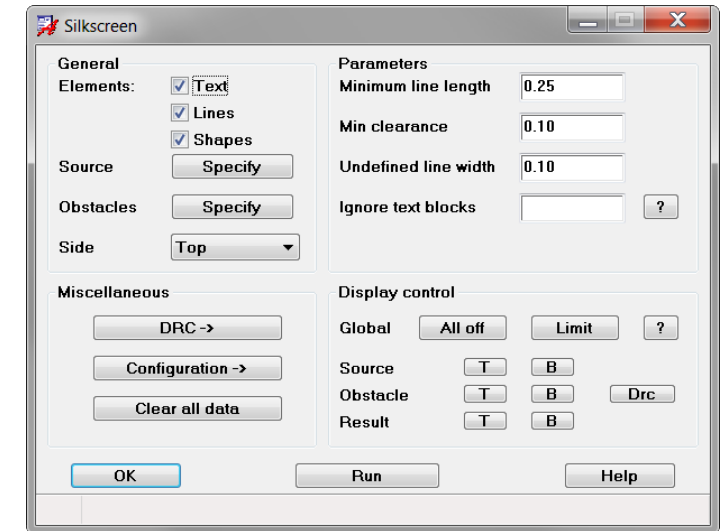 Silkscreen
General
Elements: Text
Lines
Shapes
Source Specify
Obstacles Specify
Side Top
Parameters
Minimum line length 0.25
Min clearance 0.10
Undefined line width 0.10
Ignore text blocks ?
Miscellaneous
DRC ->
Configuration ->
Clear all data
Display control
Global All off Limit ?
Source T B
Obstacle T B Drc
Result T B
OK Run Help